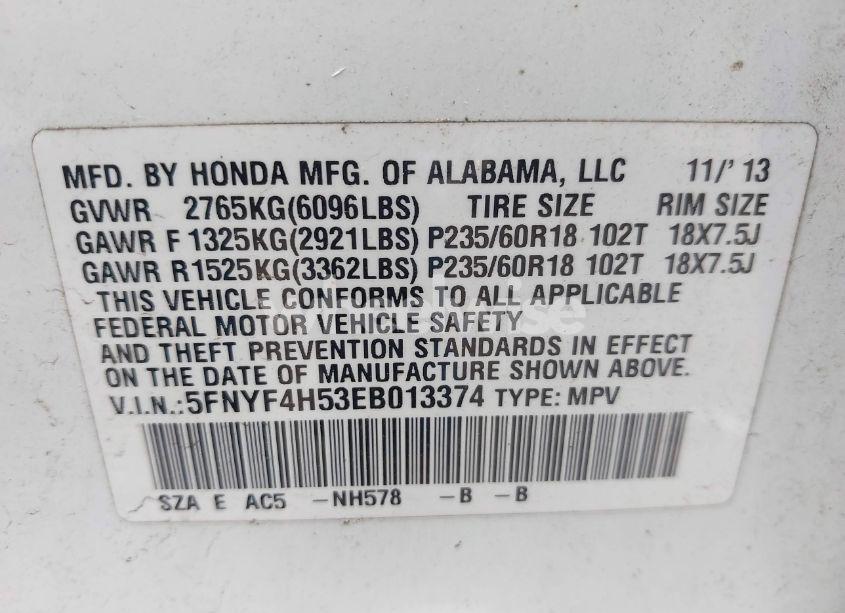 MFD. BY HONDA MFG. OF ALABAMA, LLC 11/' 13
GVWR 2765KG(6096LBS) TIRE SIZE RIM SIZE
GAWR F 1325KG(2921LBS) P235/60R18 102T 18X7.5J
GAWR R1525KG(3362LBS) P235/60R18 102T 18X7.5J
THIS VEHICLE CONFORMS TO ALL APPLICABLE
FEDERAL MOTOR VEHICLE SAFETY
AND THEFT PREVENTION STANDARDS IN EFFECT
ON THE DATE OF MANUFACTURE SHOWN ABOVE.
V.I.N.:5FNYF4H53EB013374 TYPE: MPV
SZA E AC5 -NH578 -B -B